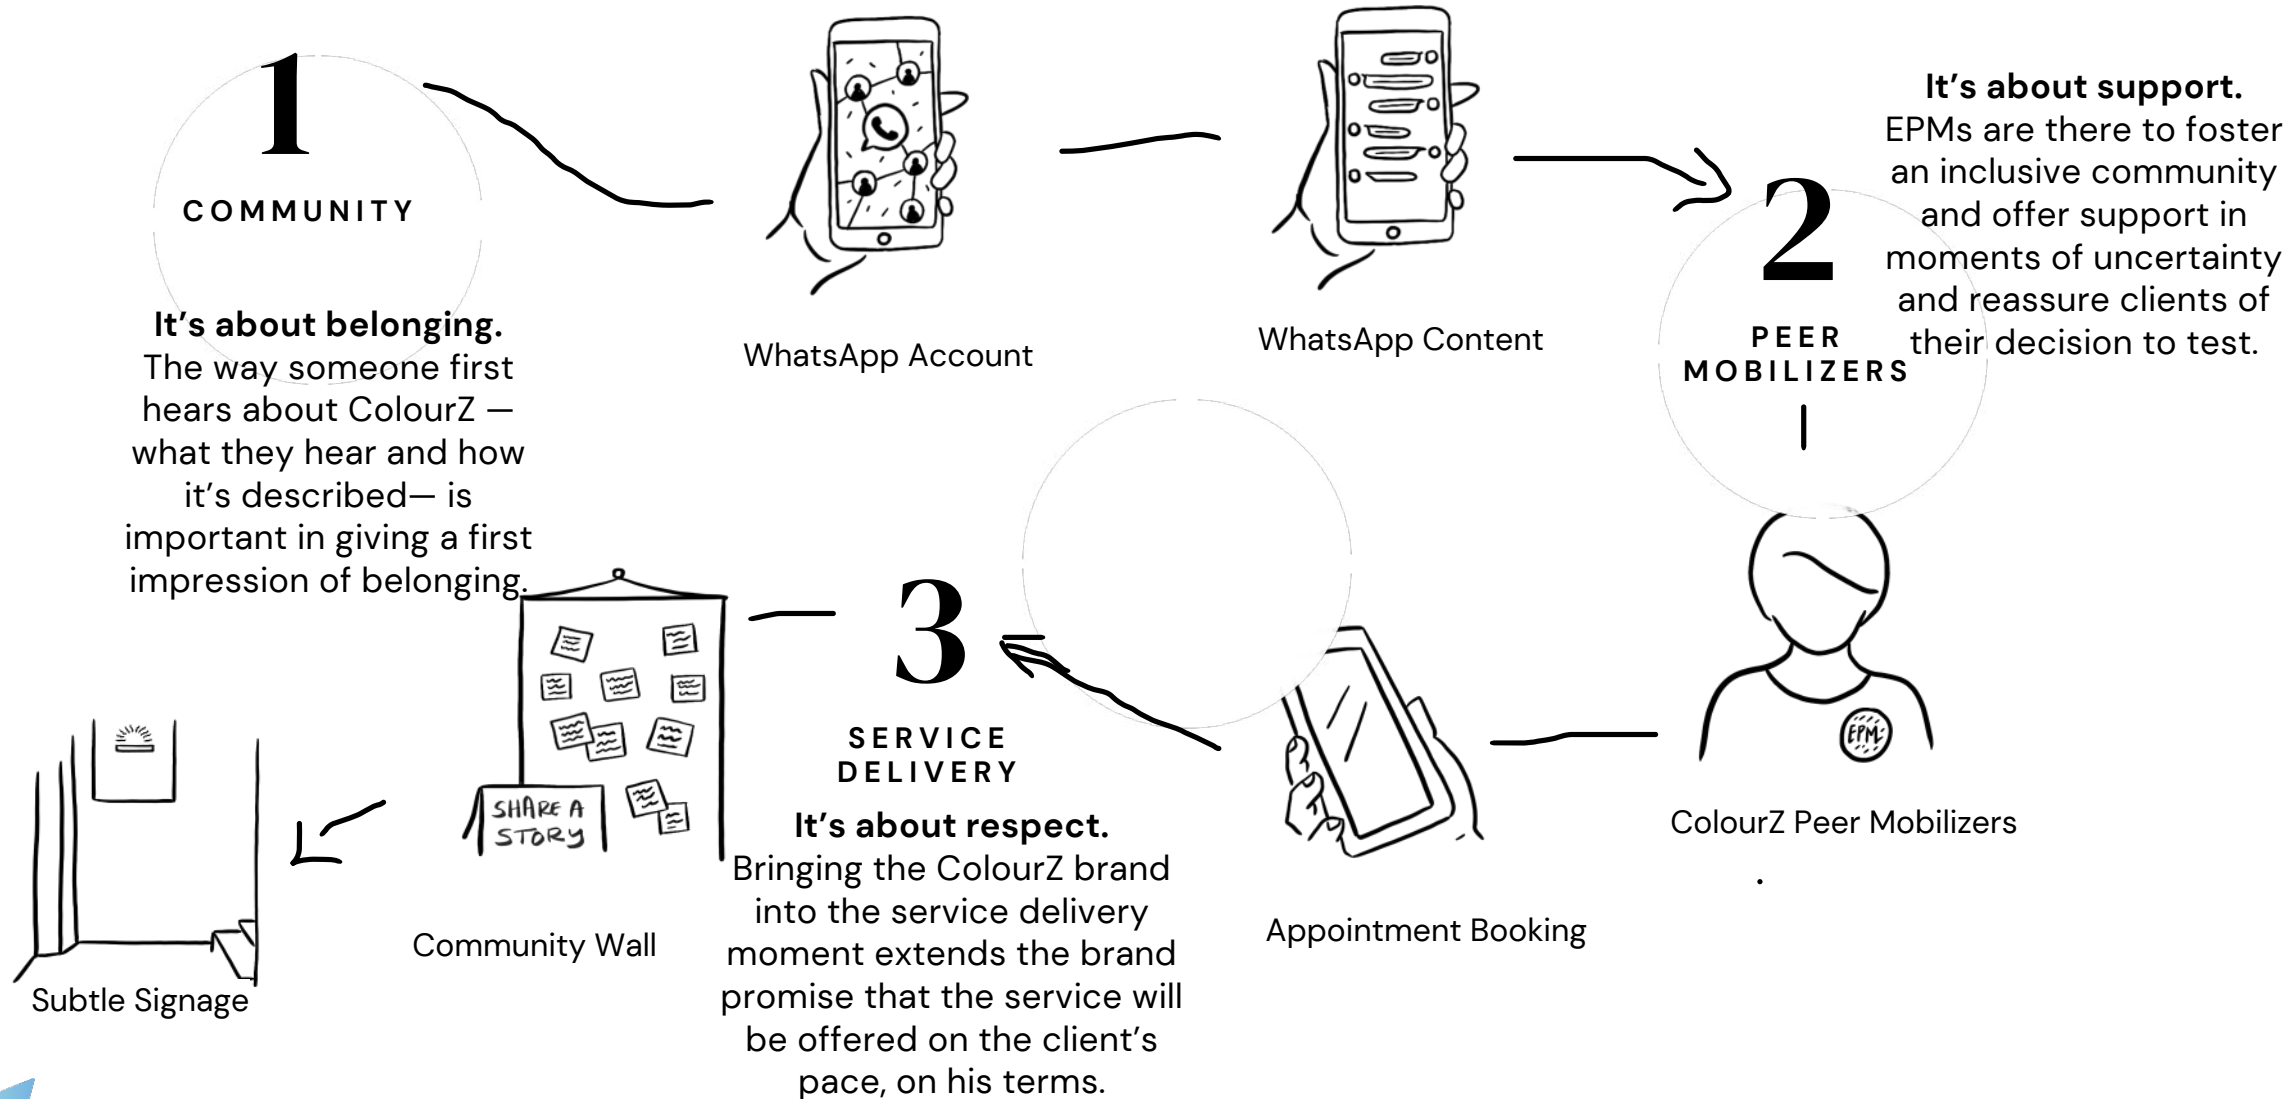 1
COMMUNITY
It’s about belonging.
The way someone first
hears about ColourZ —
what they hear and how
it’s described— is
important in giving a first
impression of belonging.
WhatsApp Account
WhatsApp Content
2
PEER
MOBILIZERS
It’s about support.
EPMs are there to foster
an inclusive community
and offer support in
moments of uncertainty
and reassure clients of
their decision to test.
EPM
ColourZ Peer Mobilizers
.
Appointment Booking
3
SERVICE
DELIVERY
It’s about respect.
Bringing the ColourZ brand
into the service delivery
moment extends the brand
promise that the service will
be offered on the client’s
pace, on his terms.
SHARE A
STORY
Community Wall
Subtle Signage